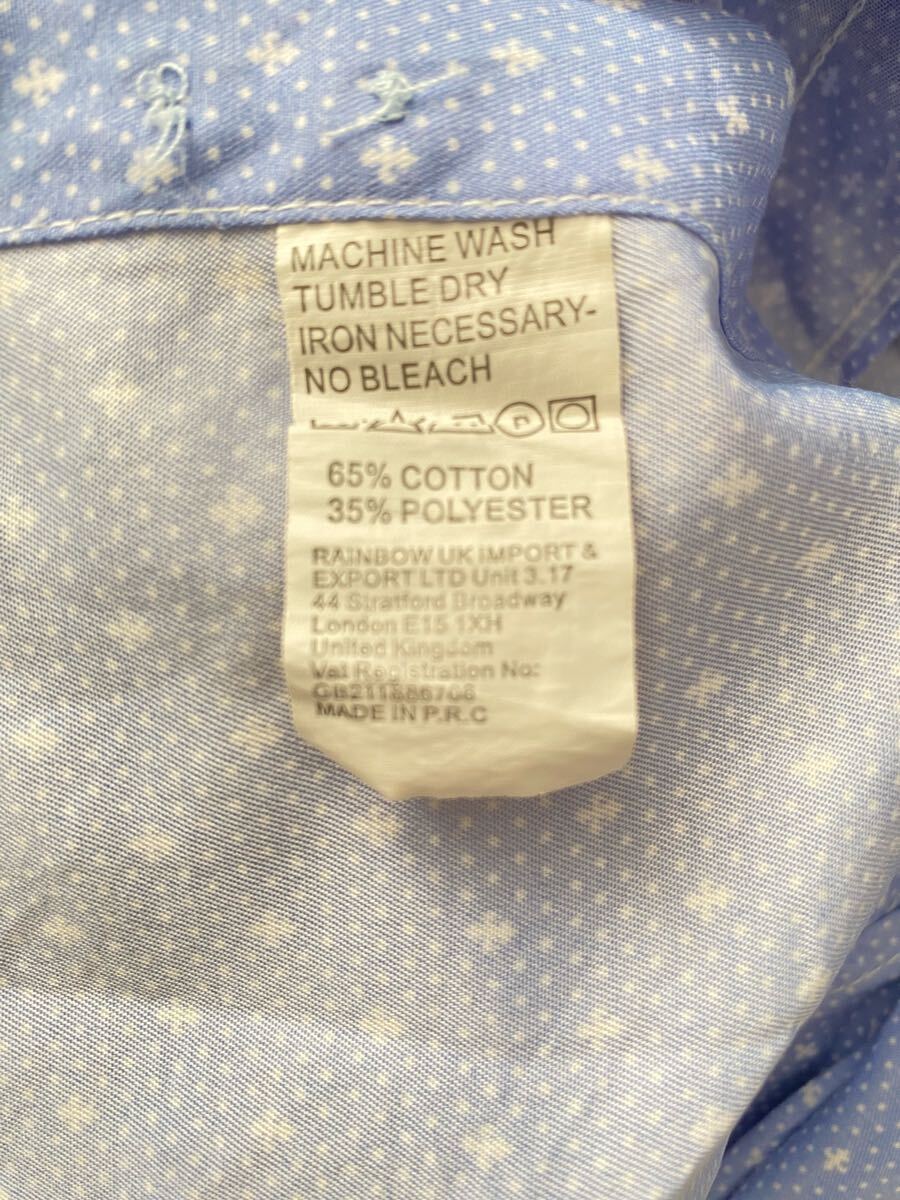 MACHINE WASH
TUMBLE DRY
IRON NECESSARY-
NO BLEACH
65% COTTON
35% POLYESTER
RAINBOW UK IMPORT &
EXPORT LTD Unit 3.17
44 Stratford Broadway
London E15 1XH
United Kingdom
Vat Registration No:
GB211886708
MADE IN P.R.C